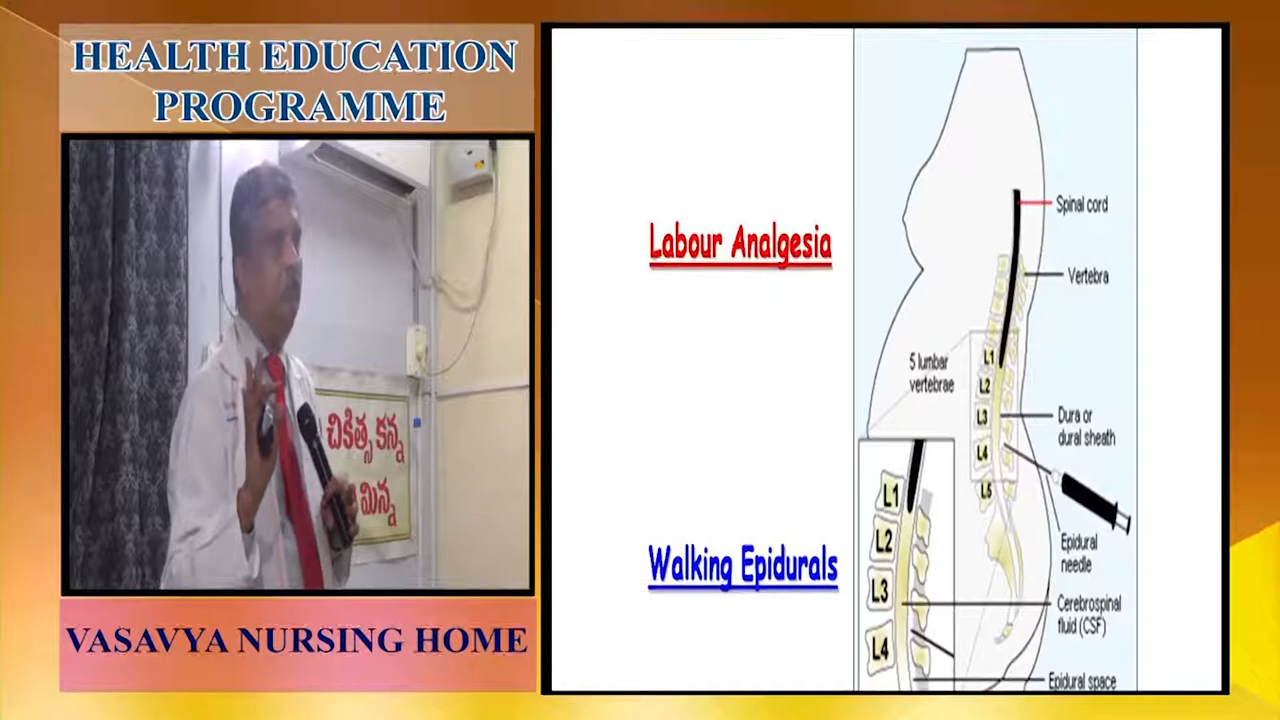 HEALTH EDUCATION
PROGRAMME
చికిత్స కన్న
మిన్న
VASAVYA NURSING HOME
Labour Analgesia
Walking Epidurals
Spinal cord
Vertebra
5 lumbar
vertebrae
L1
L2
L3
L4
L5
Dura or
dural sheath
Epidural
needle
L1
L2
L3
L4
Cerebrospinal
fluid (CSF)
Epidural space